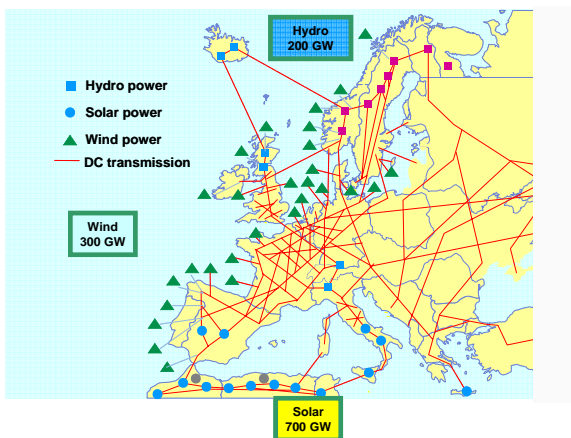 Hydro
200 GW
Hydro power
Solar power
Wind power
DC transmission
Wind
300 GW
Solar
700 GW